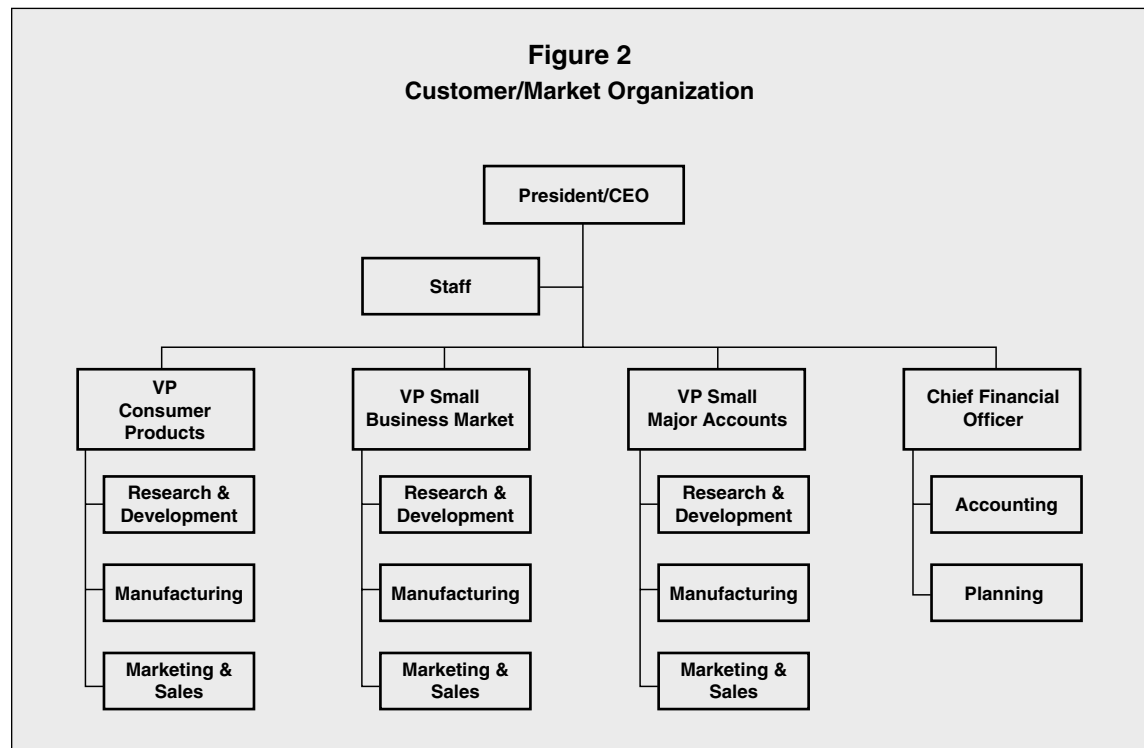 Figure 2
Customer/Market Organization
President/CEO
Staff
VP
Consumer
Products
VP Small
Business Market
VP Small
Major Accounts
Chief Financial
Officer
Research &
Development
Research &
Development
Research &
Development
Accounting
Manufacturing
Manufacturing
Manufacturing
Planning
Marketing &
Sales
Marketing &
Sales
Marketing &
Sales